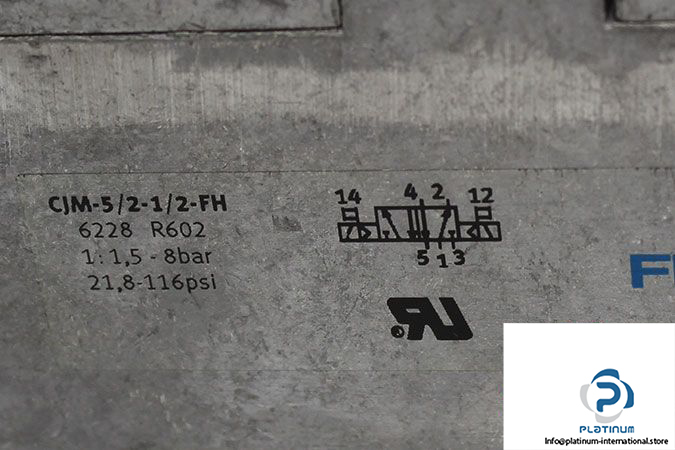 CJM-5/2-1/2-FH
6228 R602
1: 1,5 - 8bar
21,8-116psi
14 4 2 12
5 1 3
UR
®
F
PLATINUM
Info@platinum-international.store